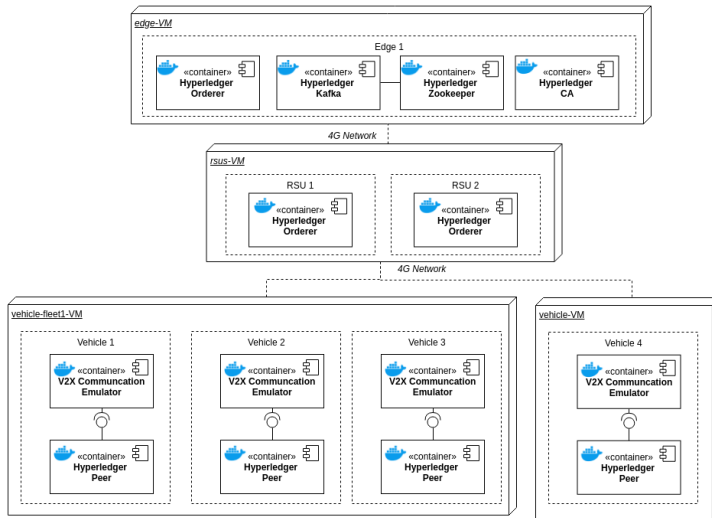 edge-VM
Edge 1
«container»
Hyperledger
Orderer
«container»
Hyperledger
Kafka
«container»
Hyperledger
Zookeeper
«container»
Hyperledger
CA
4G Network
rsus-VM
RSU 1
«container»
Hyperledger
Orderer
RSU 2
«container»
Hyperledger
Orderer
4G Network
vehicle-fleet1-VM
Vehicle 1
«container»
V2X Communcation
Emulator
«container»
Hyperledger
Peer
Vehicle 2
«container»
V2X Communcation
Emulator
«container»
Hyperledger
Peer
Vehicle 3
«container»
V2X Communcation
Emulator
«container»
Hyperledger
Peer
vehicle-VM
Vehicle 4
«container»
V2X Communcation
Emulator
«container»
Hyperledger
Peer